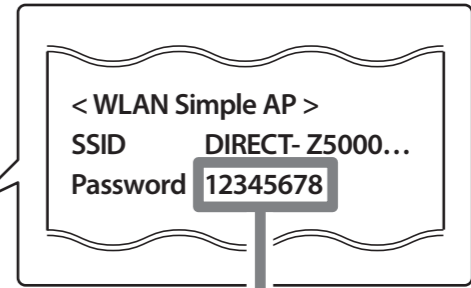 < WLAN Simple AP >
SSID DIRECT- Z5000...
Password 12345678